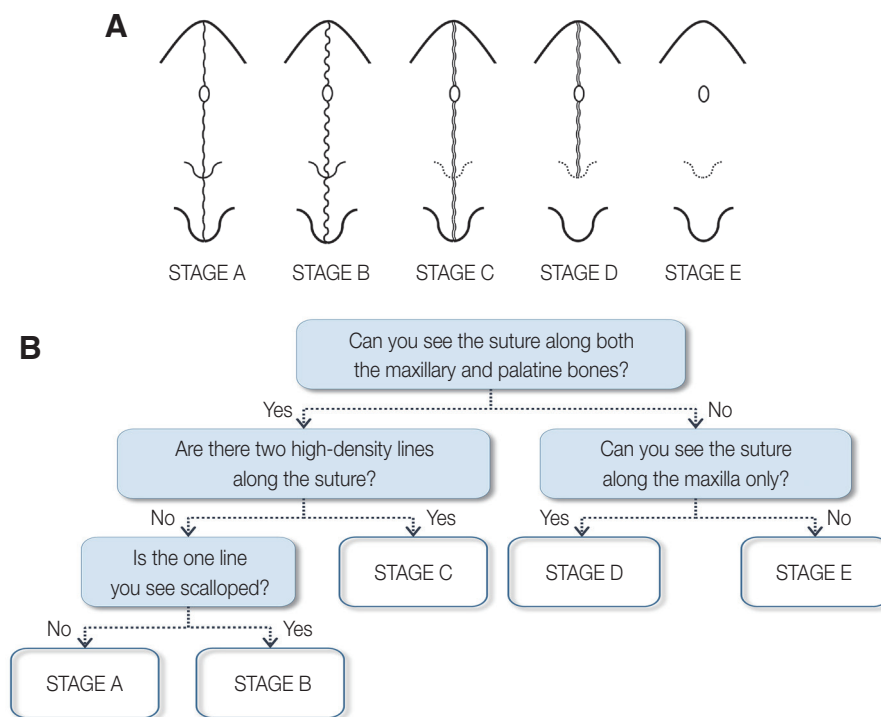 A
STAGE A
STAGE B
STAGE C
STAGE D
STAGE E
B
Can you see the suture along both
the maxillary and palatine bones?
Yes
No
Are there two high-density lines
along the suture?
Can you see the suture
along the maxilla only?
No
Yes
Yes
No
Is the one line
you see scalloped?
STAGE C
STAGE D
STAGE E
No
Yes
STAGE A
STAGE B